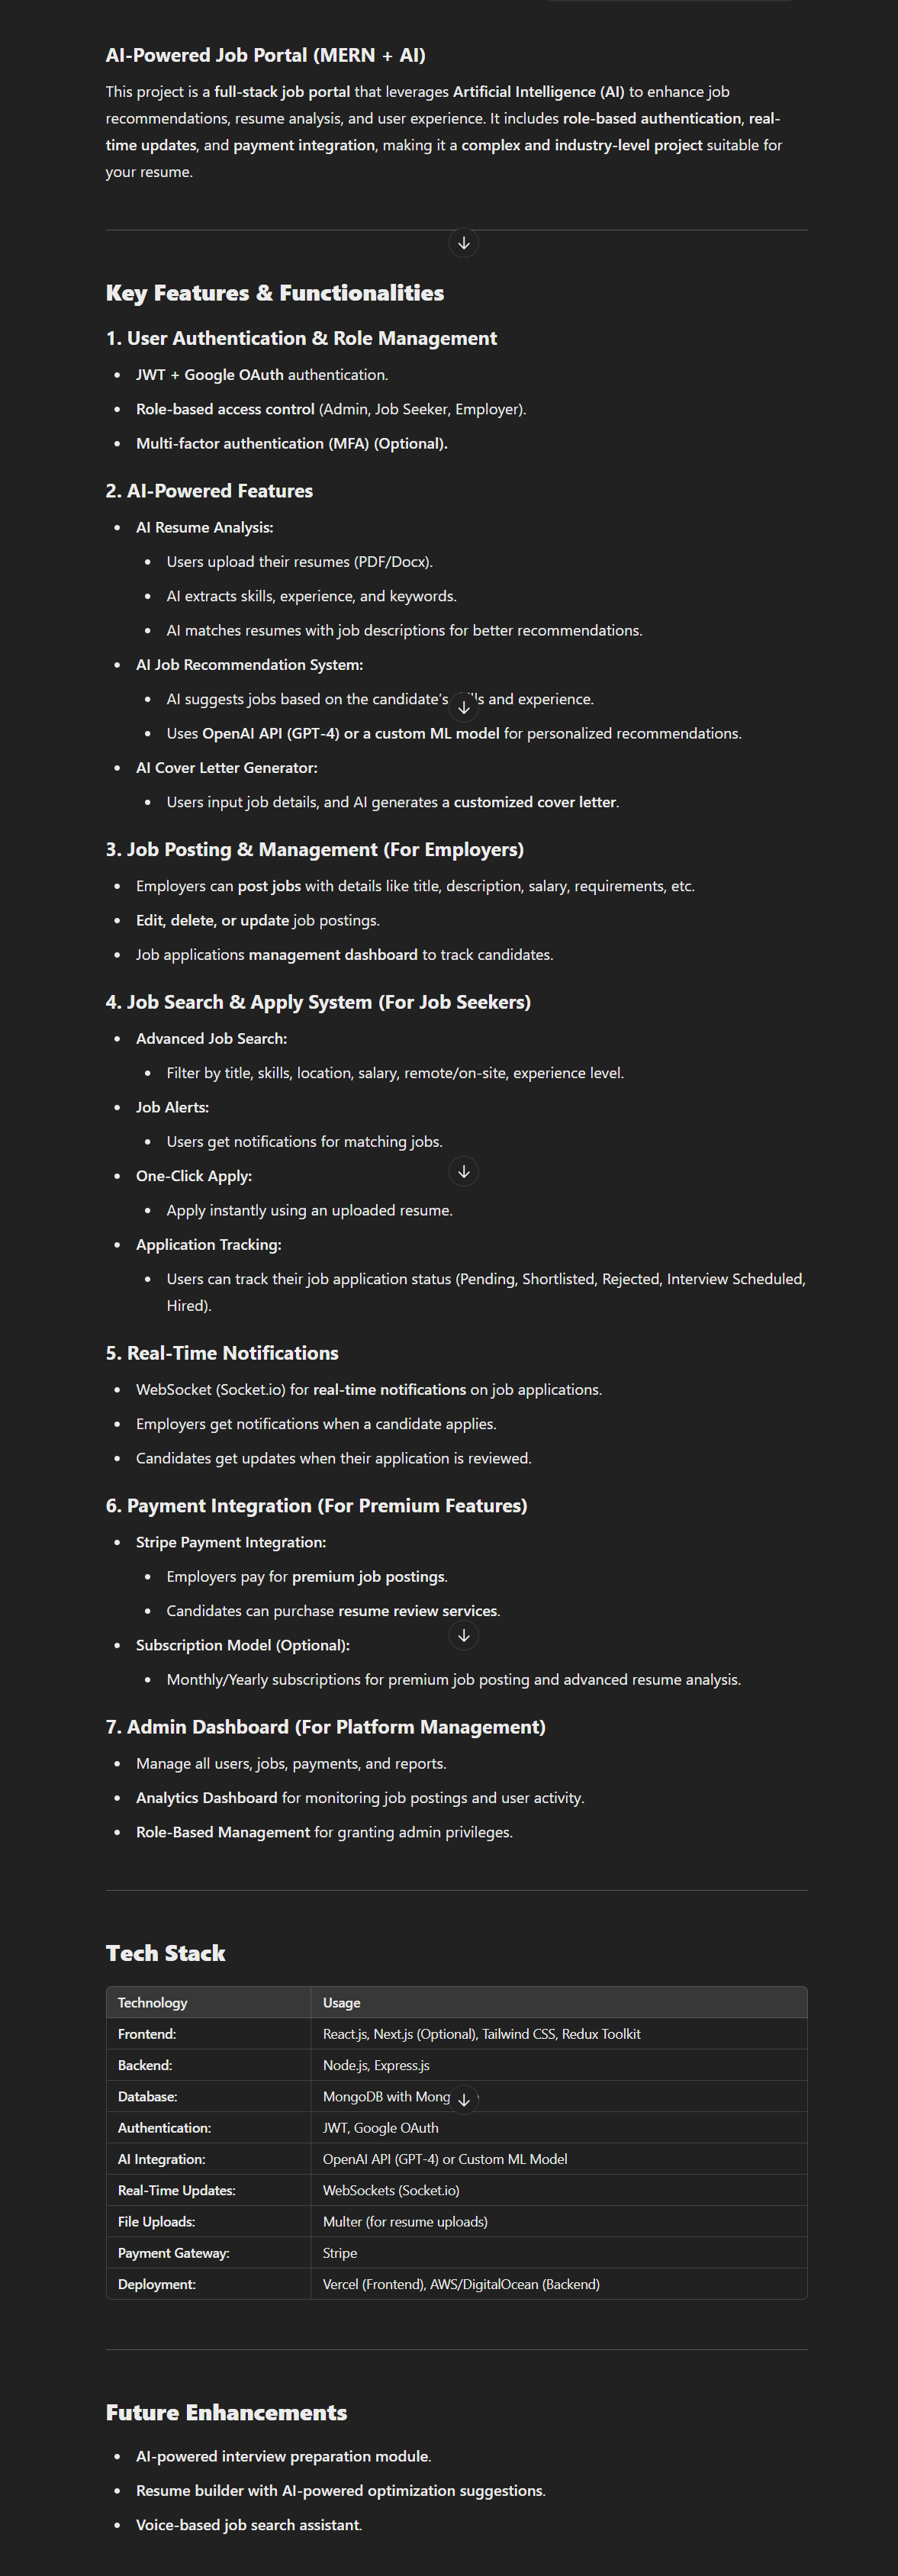 AI-Powered Job Portal (MERN + AI)
This project is a full-stack job portal that leverages Artificial Intelligence (AI) to enhance job
recommendations, resume analysis, and user experience. It includes role-based authentication, real-
time updates, and payment integration, making it a complex and industry-level project suitable for
your resume.
Key Features & Functionalities
1. User Authentication & Role Management
• JWT + Google OAuth authentication.
• Role-based access control (Admin, Job Seeker, Employer).
• Multi-factor authentication (MFA) (Optional).
2. AI-Powered Features
• AI Resume Analysis:
• Users upload their resumes (PDF/Docx).
• AI extracts skills, experience, and keywords.
• AI matches resumes with job descriptions for better recommendations.
• AI Job Recommendation System:
• AI suggests jobs based on the candidate's and experience.
• Uses OpenAI API (GPT-4) or a custom ML model for personalized recommendations.
• AI Cover Letter Generator:
• Users input job details, and AI generates a customized cover letter.
3. Job Posting & Management (For Employers)
• Employers can post jobs with details like title, description, salary, requirements, etc.
• Edit, delete, or update job postings.
• Job applications management dashboard to track candidates.
4. Job Search & Apply System (For Job Seekers)
• Advanced Job Search:
• Filter by title, skills, location, salary, remote/on-site, experience level.
• Job Alerts:
• Users get notifications for matching jobs.
• One-Click Apply:
• Apply instantly using an uploaded resume.
• Application Tracking:
• Users can track their job application status (Pending, Shortlisted, Rejected, Interview Scheduled,
Hired).
5. Real-Time Notifications
• WebSocket (Socket.io) for real-time notifications on job applications.
• Employers get notifications when a candidate applies.
• Candidates get updates when their application is reviewed.
6. Payment Integration (For Premium Features)
• Stripe Payment Integration:
• Employers pay for premium job postings.
• Candidates can purchase resume review services.
• Subscription Model (Optional):
• Monthly/Yearly subscriptions for premium job posting and advanced resume analysis.
7. Admin Dashboard (For Platform Management)
• Manage all users, jobs, payments, and reports.
• Analytics Dashboard for monitoring job postings and user activity.
• Role-Based Management for granting admin privileges.
Tech Stack
Technology Usage
Frontend: React.js, Next.js (Optional), Tailwind CSS, Redux Toolkit
Backend: Node.js, Express.js
Database: MongoDB with
Authentication: JWT, Google OAuth
AI Integration: OpenAI API (GPT-4) or Custom ML Model
Real-Time Updates: WebSockets (Socket.io)
File Uploads: Multer (for resume uploads)
Payment Gateway: Stripe
Deployment: Vercel (Frontend), AWS/DigitalOcean (Backend)
Future Enhancements
• AI-powered interview preparation module.
• Resume builder with AI-powered optimization suggestions.
• Voice-based job search assistant.